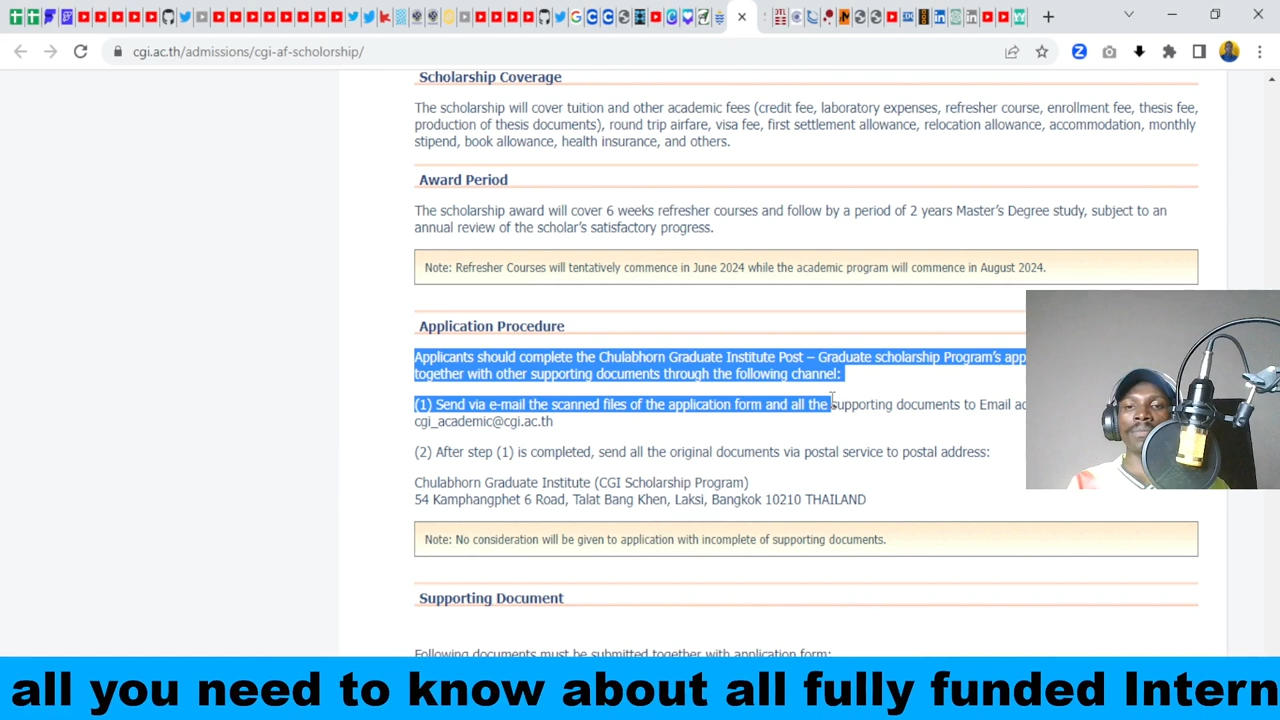 cgi.ac.th/admissions/cgi-af-scholorship/
Scholarship Coverage
The scholarship will cover tuition and other academic fees (credit fee, laboratory expenses, refresher course, enrollment fee, thesis fee,
production of thesis documents), round trip airfare, visa fee, first settlement allowance, relocation allowance, accommodation, monthly
stipend, book allowance, health insurance, and others.
Award Period
The scholarship award will cover 6 weeks refresher courses and follow by a period of 2 years Master's Degree study, subject to an
annual review of the scholar's satisfactory progress.
Note: Refresher Courses will tentatively commence in June 2024 while the academic program will commence in August 2024.
Application Procedure
Applicants should complete the Chulabhorn Graduate Institute Post – Graduate scholarship Program's app
together with other supporting documents through the following channel:
(1) Send via e-mail the scanned files of the application form and all the supporting documents to Email ad
cgi_academic@cgi.ac.th
(2) After step (1) is completed, send all the original documents via postal service to postal address:
Chulabhorn Graduate Institute (CGI Scholarship Program)
54 Kamphangphet 6 Road, Talat Bang Khen, Laksi, Bangkok 10210 THAILAND
Note: No consideration will be given to application with incomplete of supporting documents.
Supporting Document
Following documents must be submitted together with application form:
all you need to know about all fully funded Intern